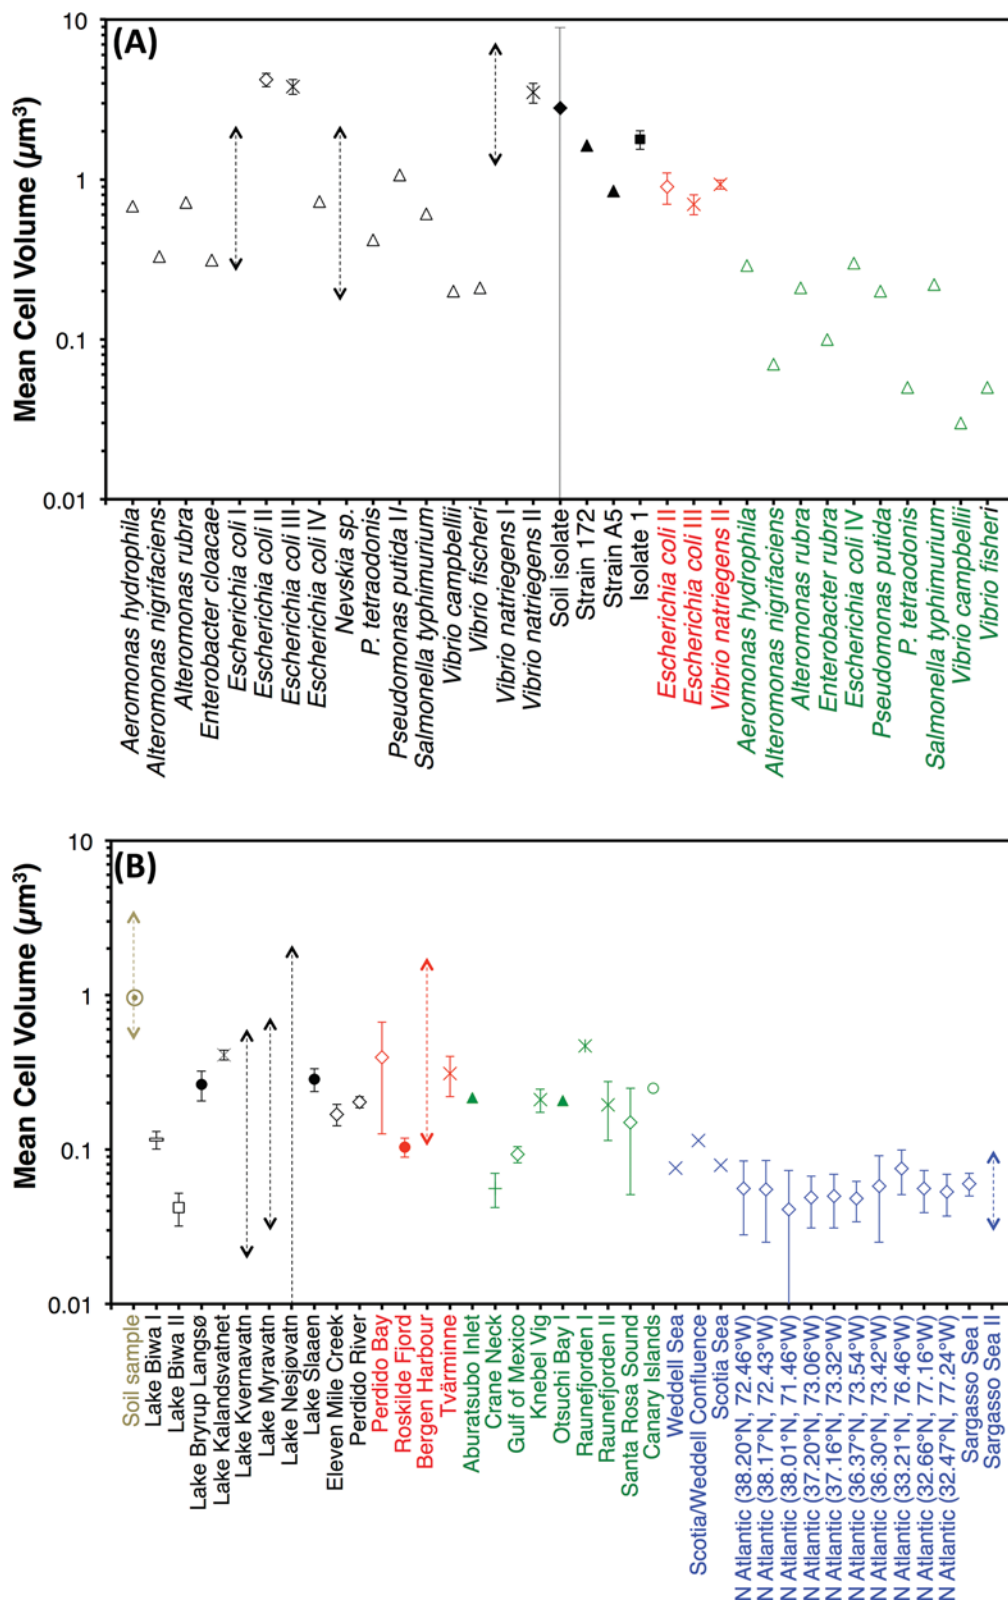 (A)
Mean Cell Volume (μm³)
10
1
0.1
0.01
Aeromonas hydrophila
Alteromonas nigrifaciens
Alteromonas rubra
Enterobacter cloacae
Escherichia coli I
Escherichia coli II
Escherichia coli III
Escherichia coli IV
Nevskia sp.
P. tetraodonis
Pseudomonas putida II
Salmonella typhimurium
Vibrio campbellii
Vibrio fischeri
Vibrio natriegens I
Vibrio natriegens II
Soil isolate
Strain 172
Strain A5
Isolate 1
Escherichia coli II
Escherichia coli III
Vibrio natriegens II
Aeromonas hydrophila
Alteromonas nigrifaciens
Alteromonas rubra
Enterobacter rubra
Escherichia coli IV
Pseudomonas putida
P. tetraodonis
Salmonella typhimurium
Vibrio campbellii
Vibrio fisheri
(B)
Mean Cell Volume (μm³)
10
1
0.1
0.01
Soil sample
Lake Biwa I
Lake Biwa II
Lake Bryrup Langsø
Lake Kalandsvatnet
Lake Kvernavatn
Lake Myravatn
Lake Nesjøvatn
Lake Slaaen
Eleven Mile Creek
Perdido River
Perdido Bay
Roskilde Fjord
Bergen Harbour
Tvärminne
Aburatsubo Inlet
Crane Neck
Gulf of Mexico
Knebel Vig
Otsuchi Bay I
Raunefjorden I
Raunefjorden II
Santa Rosa Sound
Canary Islands
Weddell Sea
Scotia/Weddell Confluence
Scotia Sea
N Atlantic (38.20°N, 72.46°W)
N Atlantic (38.17°N, 72.43°W)
N Atlantic (38.01°N, 71.46°W)
N Atlantic (37.20°N, 73.06°W)
N Atlantic (37.16°N, 73.32°W)
N Atlantic (36.37°N, 73.54°W)
N Atlantic (36.30°N, 73.42°W)
N Atlantic (33.21°N, 76.46°W)
N Atlantic (32.66°N, 77.16°W)
N Atlantic (32.47°N, 77.24°W)
Sargasso Sea I
Sargasso Sea II